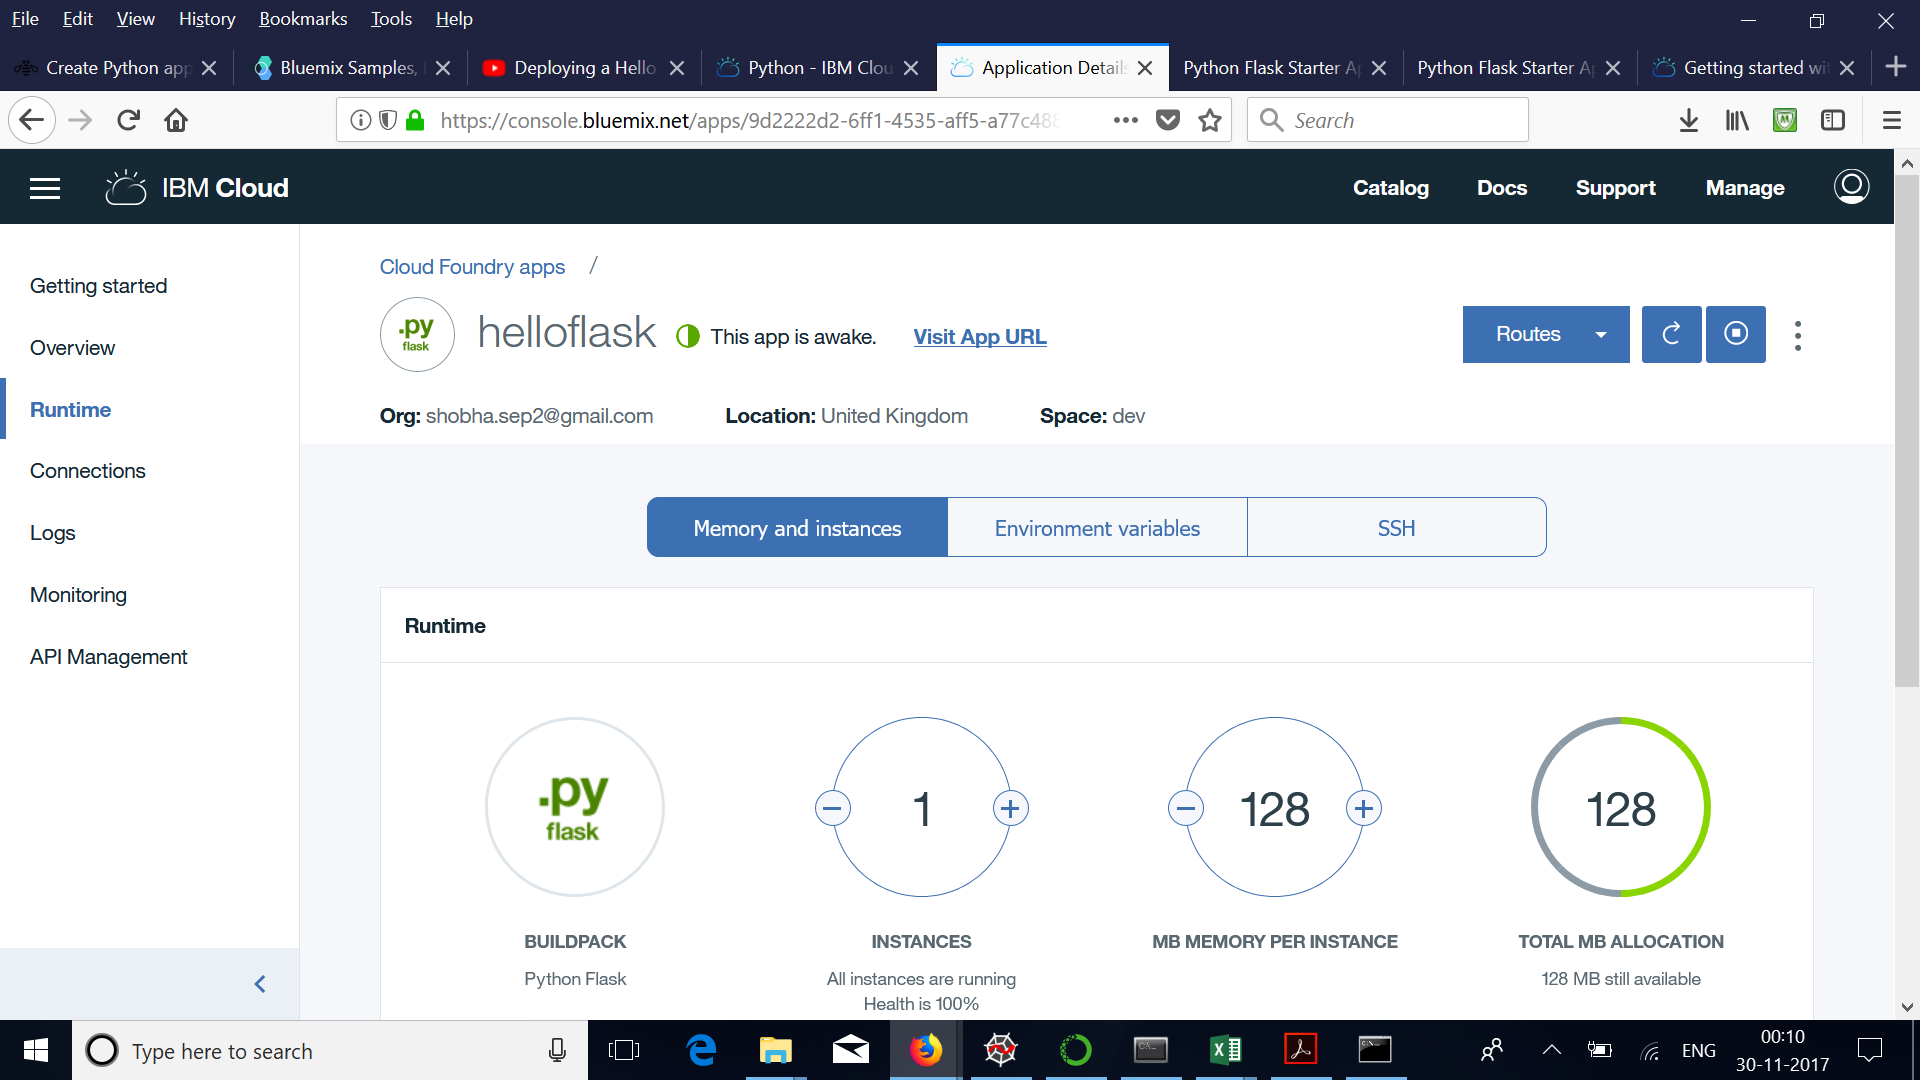 File Edit View History Bookmarks Tools Help
Create Python app Bluemix Samples, Deploying a Hello Python - IBM Clou Application Details Python Flask Starter Ap Python Flask Starter Ap Getting started wi
https://console.bluemix.net/apps/9d2222d2-6ff1-4535-aff5-a77c488 Search
IBM Cloud Catalog Docs Support Manage
Getting started
Overview
Runtime
Connections
Logs
Monitoring
API Management
Cloud Foundry apps /
.py
flask
helloflask This app is awake. Visit App URL Routes
Org: shobha.sep2@gmail.com Location: United Kingdom Space: dev
Memory and instances Environment variables SSH
Runtime
.py
flask
1 128 128
BUILDPACK INSTANCES MB MEMORY PER INSTANCE TOTAL MB ALLOCATION
Python Flask All instances are running 128 MB still available
Health is 100%
Type here to search ENG 00:10
30-11-2017